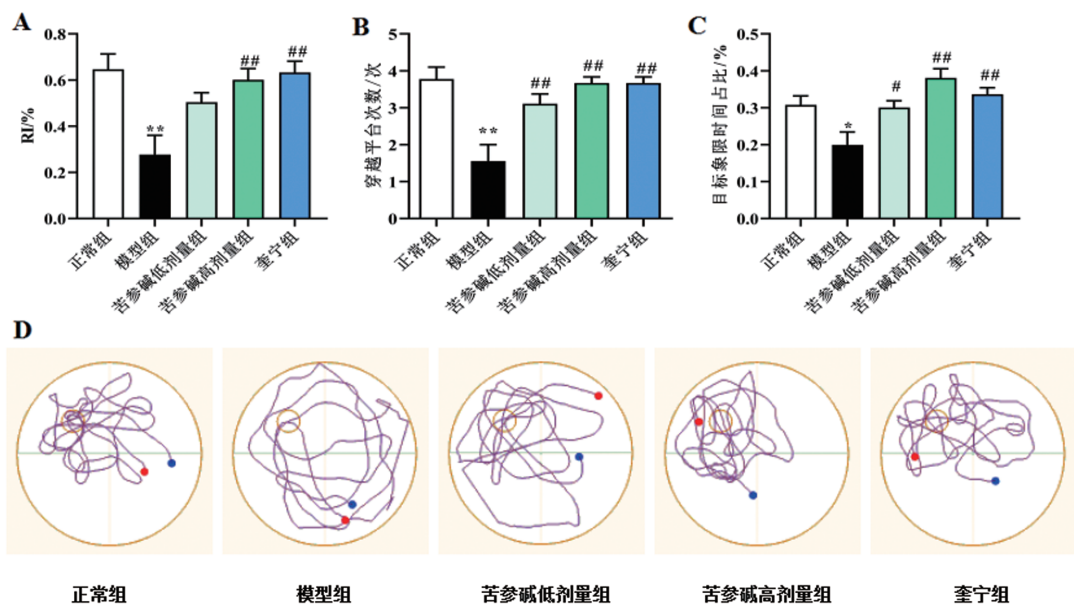 A
RI/%
0.8
0.6
0.4
0.2
0.0
**
##
##
正常组
模型组
苦参碱低剂量组
苦参碱高剂量组
奎宁组
B
穿越平台次数/次
5
4
3
2
1
0
**
##
##
##
正常组
模型组
苦参碱低剂量组
苦参碱高剂量组
奎宁组
C
目标象限时间占比/%
0.5
0.4
0.3
0.2
0.1
0.0
*
#
##
##
正常组
模型组
苦参碱低剂量组
苦参碱高剂量组
奎宁组
D
正常组
模型组
苦参碱低剂量组
苦参碱高剂量组
奎宁组